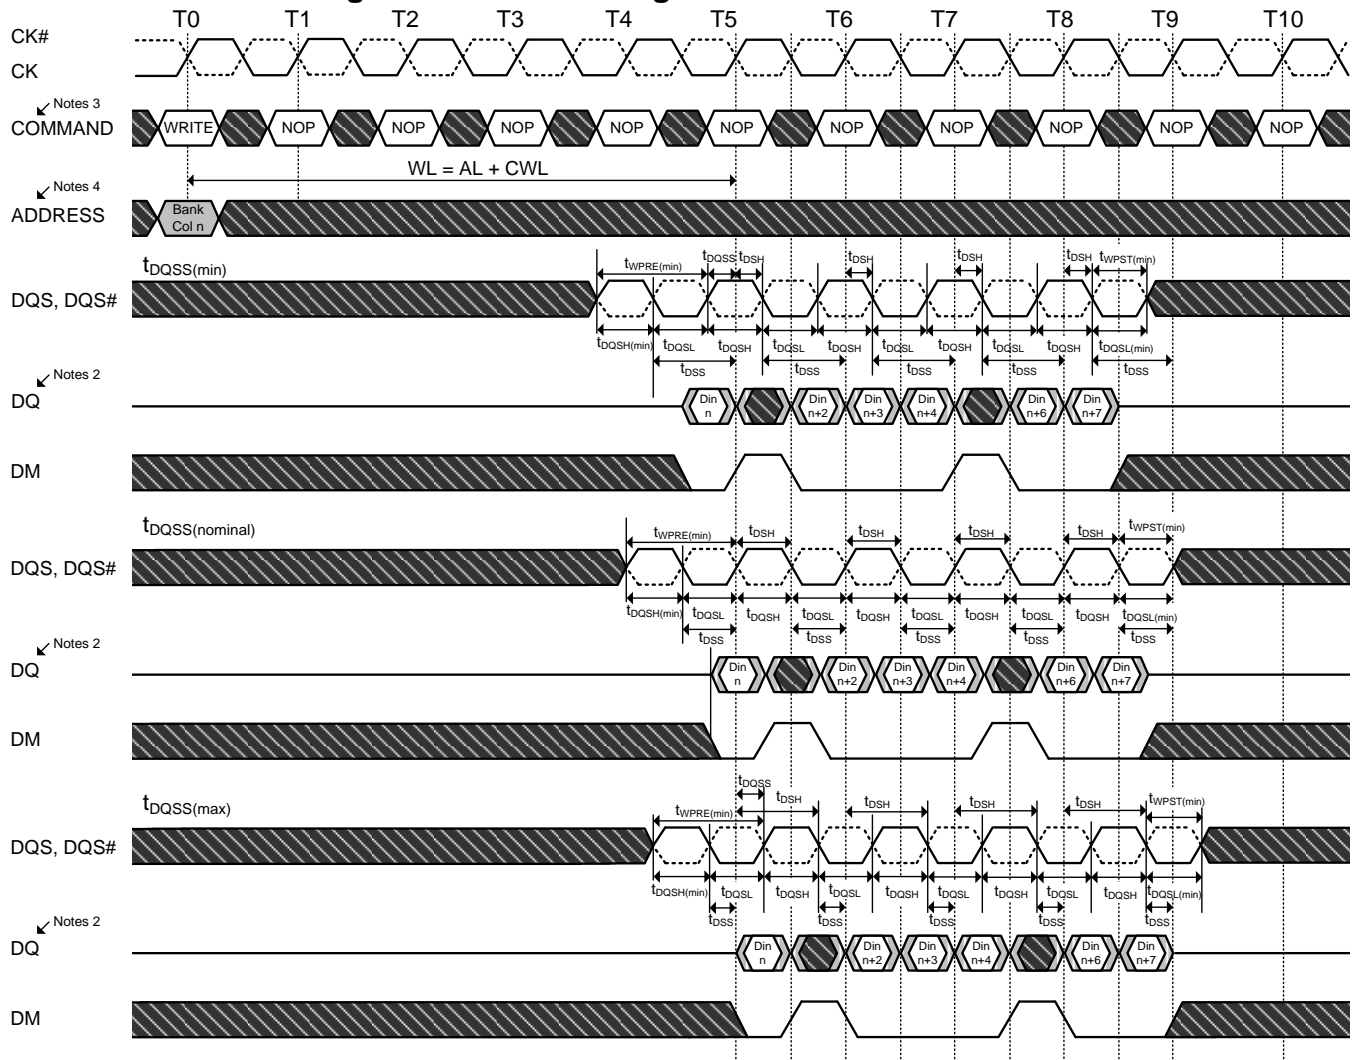 T0 T1 T2 T3 T4 T5 T6 T7 T8 T9 T10
CK#
CK
Notes 3
COMMAND WRITE NOP NOP NOP NOP NOP NOP NOP NOP NOP NOP
WL = AL + CWL
Notes 4
ADDRESS Bank Col n
tDQSS(min)
tWPRE(min) tDQSS tDSH tDSH tDSH tDSH tWPST(min)
DQS, DQS#
tDQSH(min) tDQSL tDQSH tDQSL tDQSH tDQSL tDQSH tDQSL tDQSH tDQSL(min)
tDSS tDSS tDSS tDSS tDSS
Notes 2
DQ Din n Din n+2 Din n+3 Din n+4 Din n+6 Din n+7
DM
tDQSS(nominal)
tWPRE(min) tDSH tDSH tDSH tDSH tWPST(min)
DQS, DQS#
tDQSH(min) tDQSL tDQSH tDQSL tDQSH tDQSL tDQSH tDQSL tDQSH tDQSL(min)
tDSS tDSS tDSS tDSS tDSS
Notes 2
DQ Din n Din n+2 Din n+3 Din n+4 Din n+6 Din n+7
DM
tDQSS
tDQSS(max)
tWPRE(min) tDSH tDSH tDSH tDSH tWPST(min)
DQS, DQS#
tDQSH(min) tDQSL tDQSH tDQSL tDQSH tDQSL tDQSH tDQSL tDQSH tDQSL(min)
tDSS tDSS tDSS tDSS tDSS
Notes 2
DQ Din n Din n+2 Din n+3 Din n+4 Din n+6 Din n+7
DM